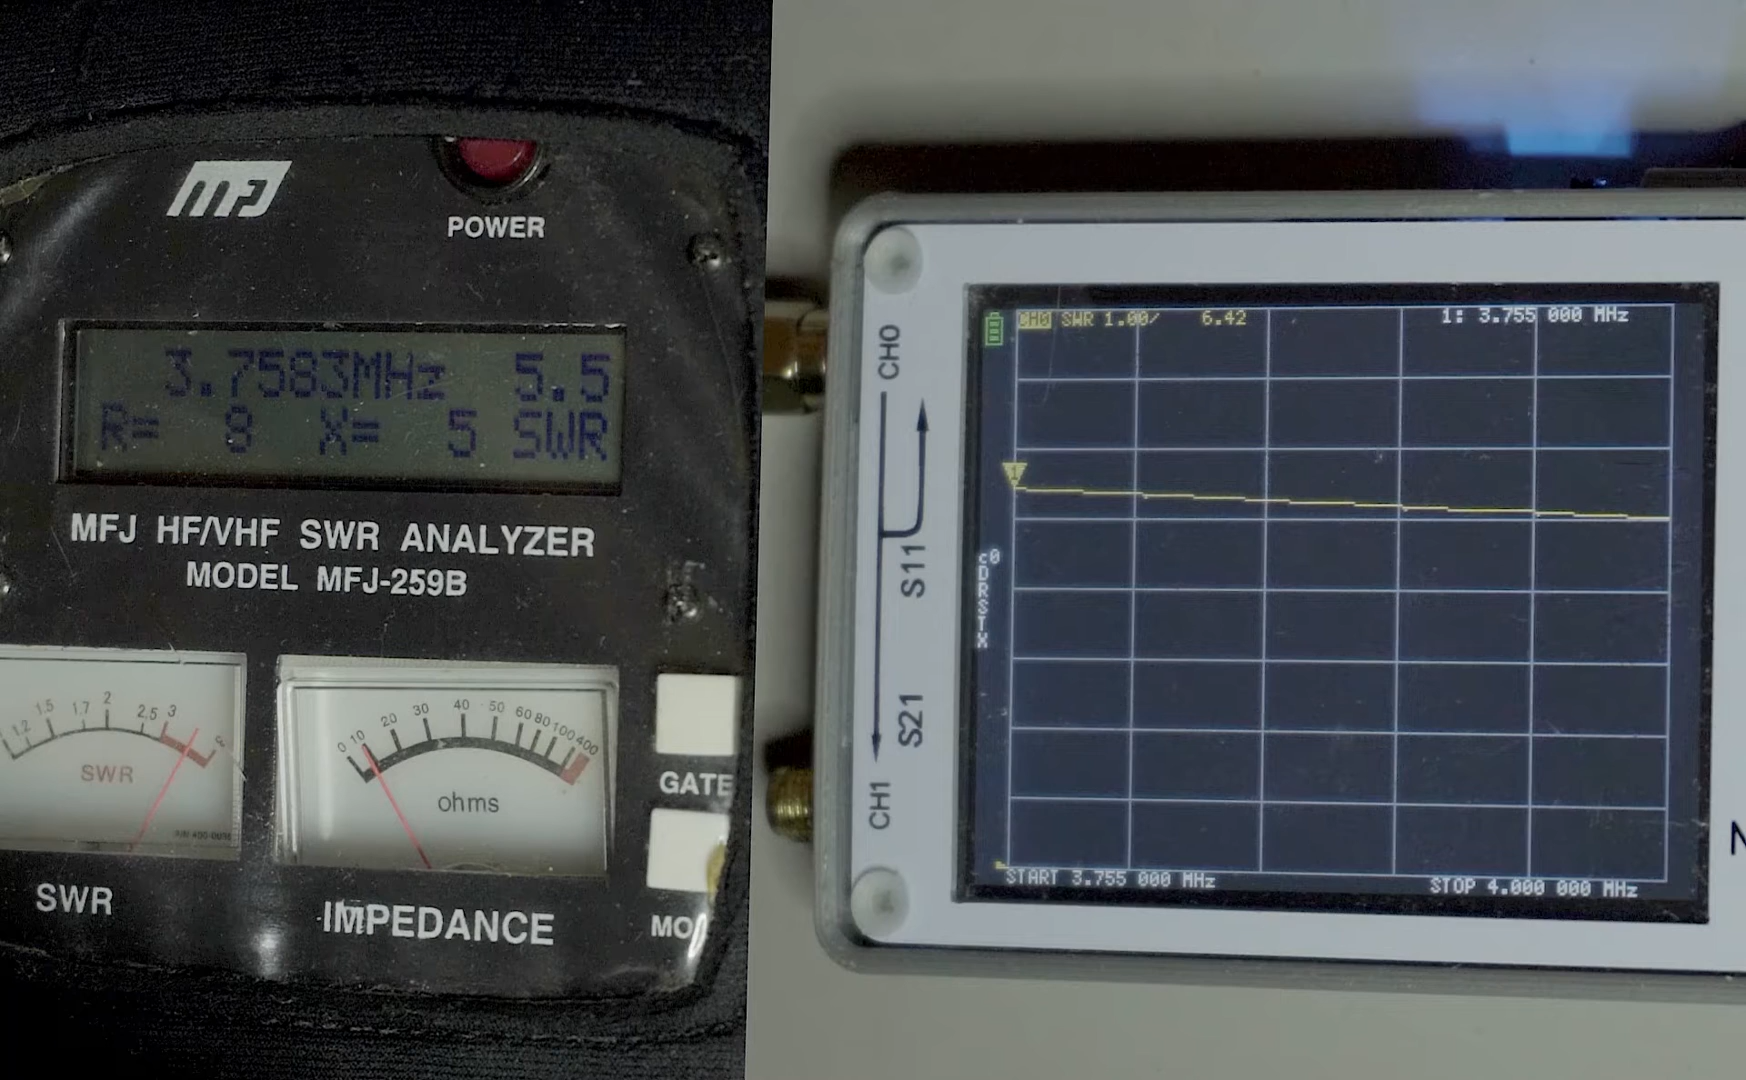 MFJ
POWER
3.7583MHz 5.5
R= 8 X= 5 SWR
MFJ HF/VHF SWR ANALYZER
MODEL MFJ-259B
1.2 1.5 1.7 2 2.5 3
SWR
0 10 20 30 40 50 60 80 100 400
ohms
GATE
SWR
IMPEDANCE
MO
CH0
S11
S21
CH1
CH0 SWR 1.00/ 6.42 1: 3.755 000 MHz
1
C0
D
R
S
T
X
START 3.755 000 MHz STOP 4.000 000 MHz
N